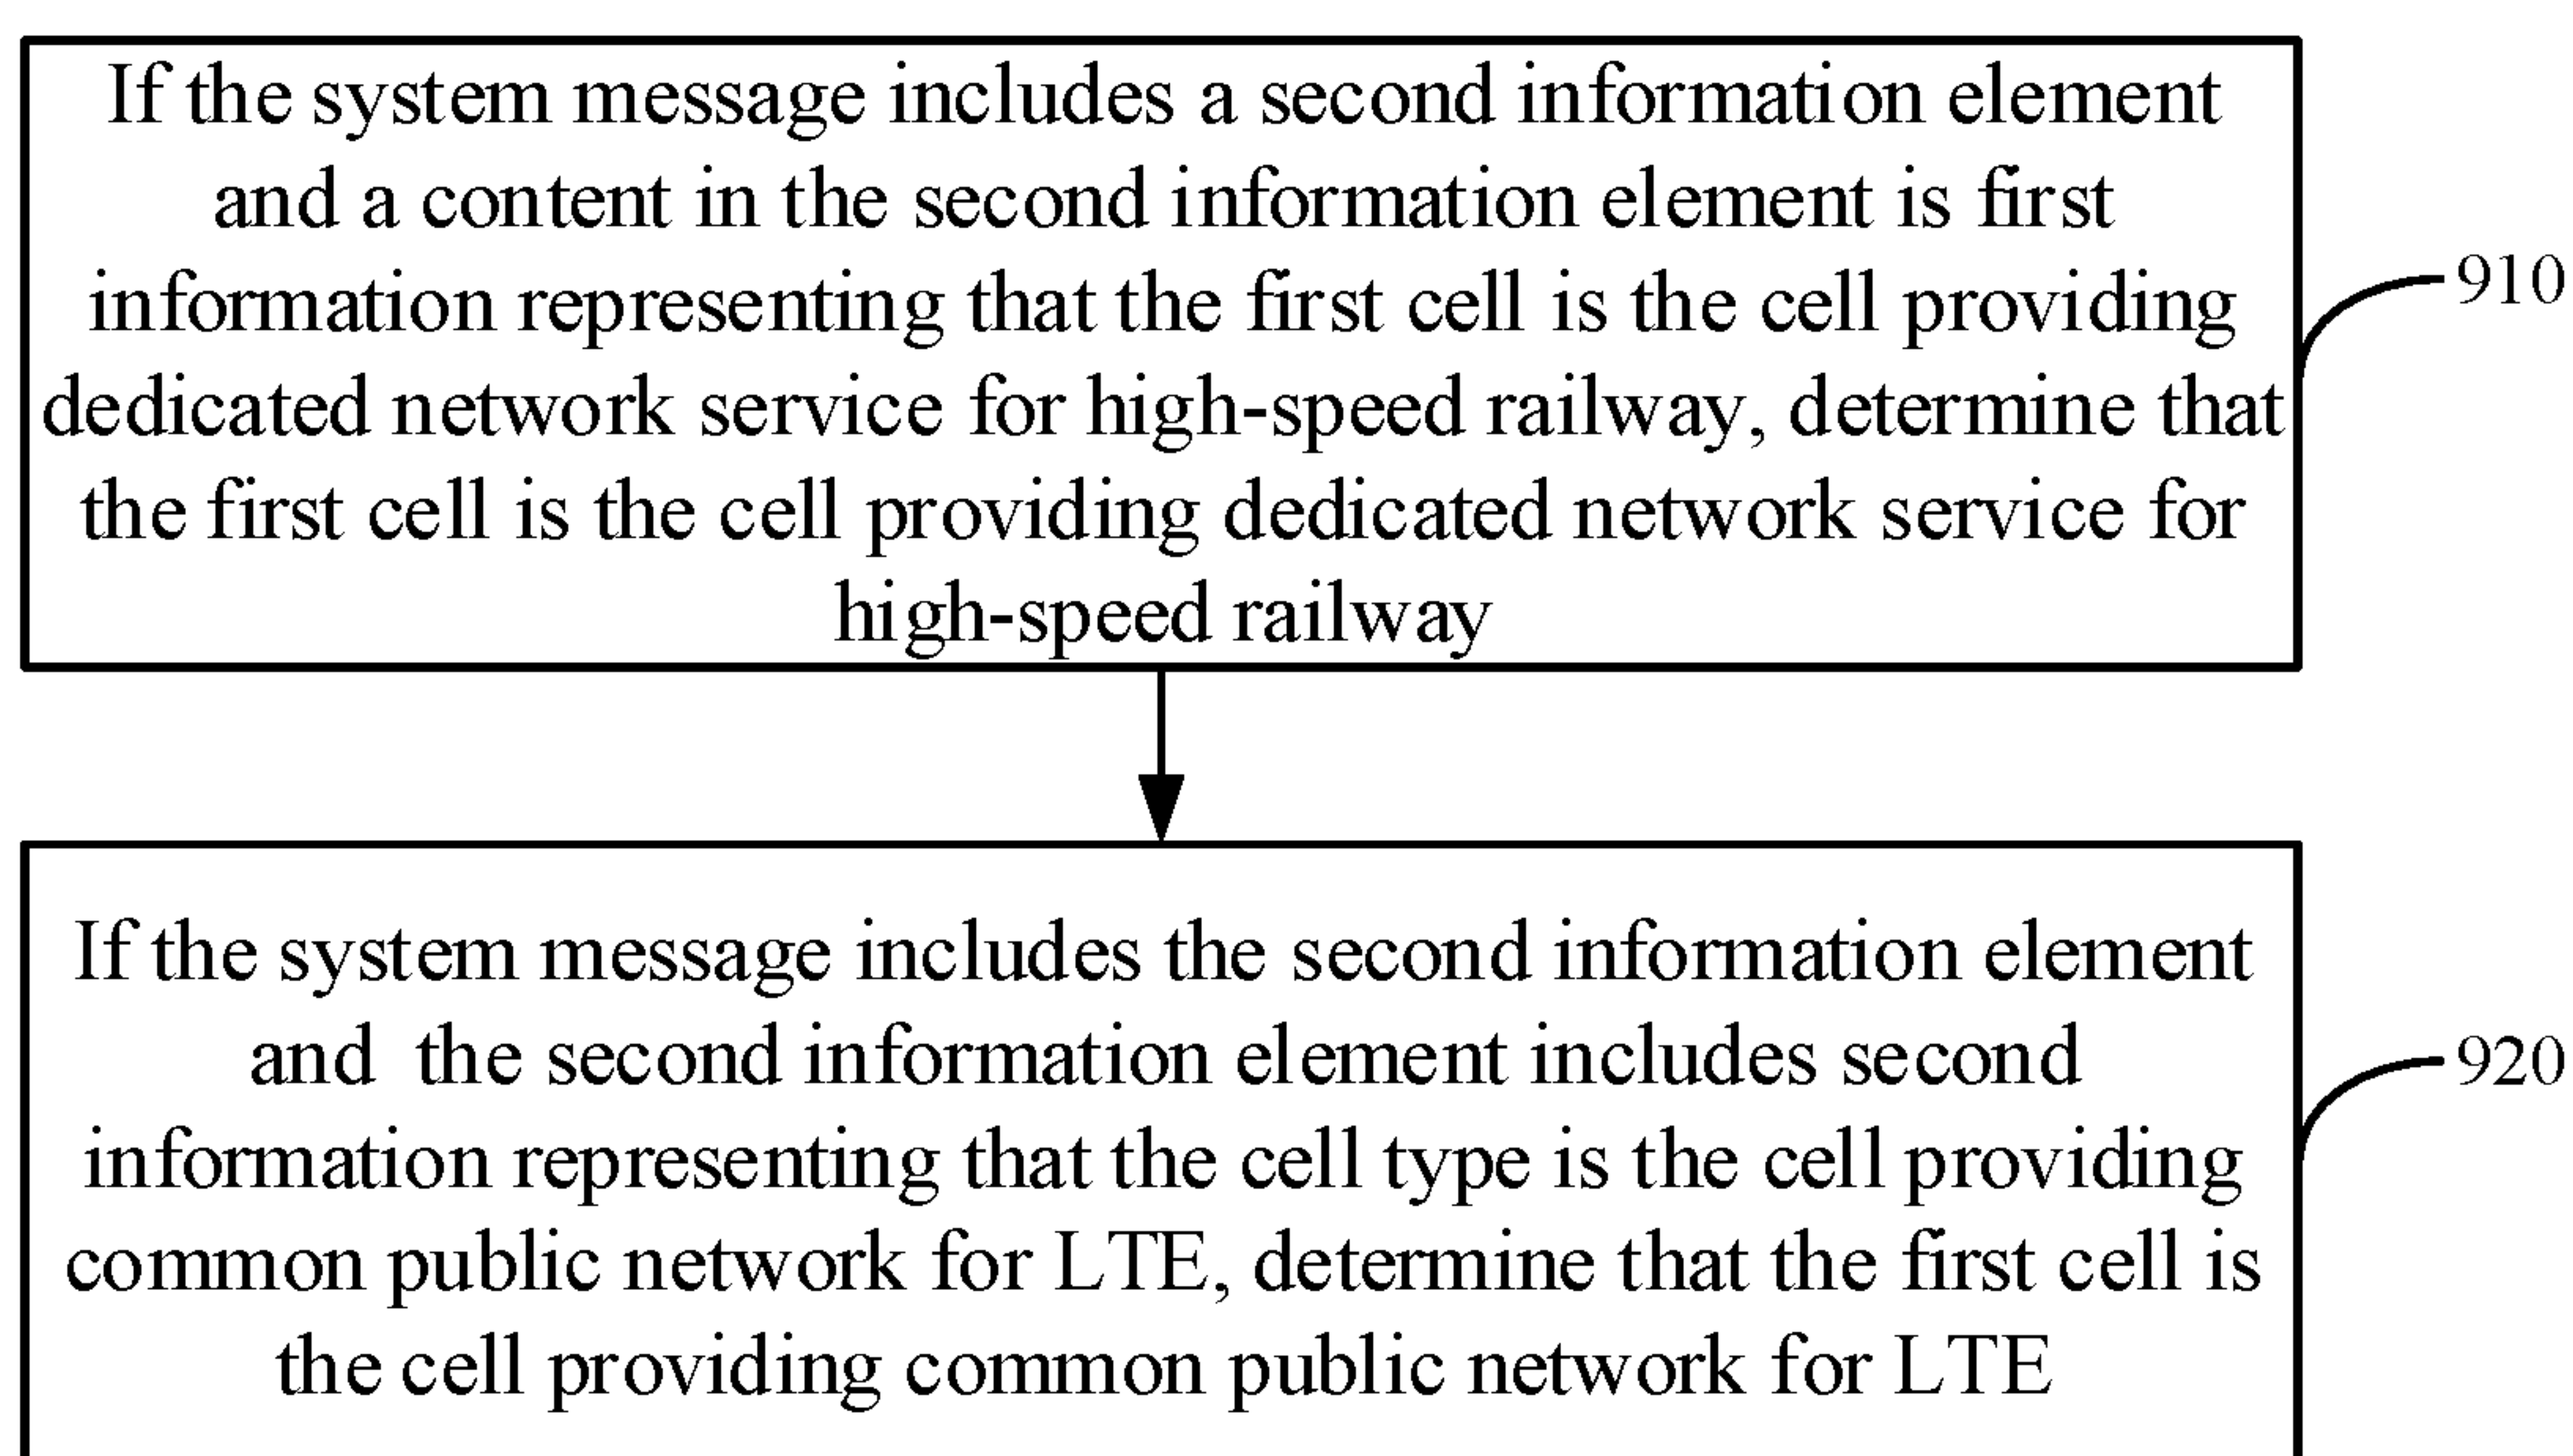 If the system message includes a second information element
and a content in the second information element is first
information representing that the first cell is the cell providing
dedicated network service for high-speed railway, determine that
the first cell is the cell providing dedicated network service for
high-speed railway
910
If the system message includes the second information element
and the second information element includes second
information representing that the cell type is the cell providing
common public network for LTE, determine that the first cell is
the cell providing common public network for LTE
920